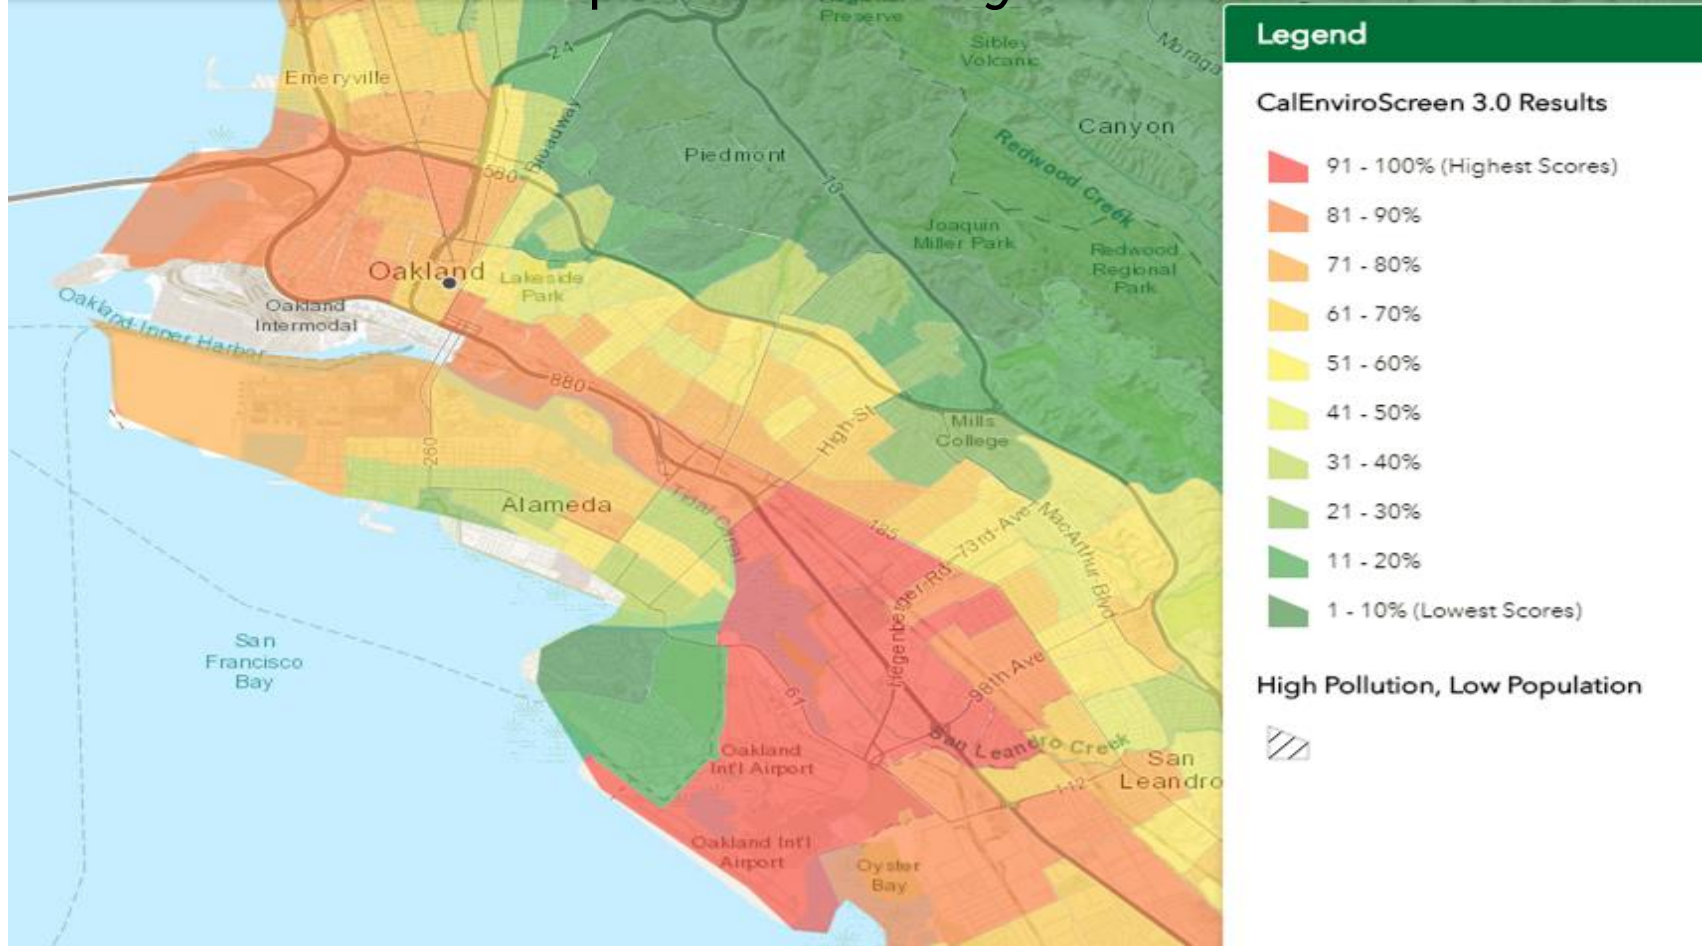 Preserve
Sibley
Volcanic
Moraga
24
Emeryville
Broadway
Canyon
Piedmont
Redwood Creek
580
13
Joaquin
Miller Park
Redwood
Regional
Park
Oakland
Lakeside
Park
Oakland
Intermodal
Oakland Inner Harbor
880
High-St
Mills
College
260
Alameda
Tidal Canal
185
73rd-Ave
MacArthur-Blvd
Hegenberger-Rd
San
Francisco
Bay
98th Ave
61
San Leandro Creek
Oakland
Int'l Airport
San
Leandro
112
Oakland Int'l
Airport
Oyster
Bay
Legend
CalEnviroScreen 3.0 Results
91 - 100% (Highest Scores)
81 - 90%
71 - 80%
61 - 70%
51 - 60%
41 - 50%
31 - 40%
21 - 30%
11 - 20%
1 - 10% (Lowest Scores)
High Pollution, Low Population